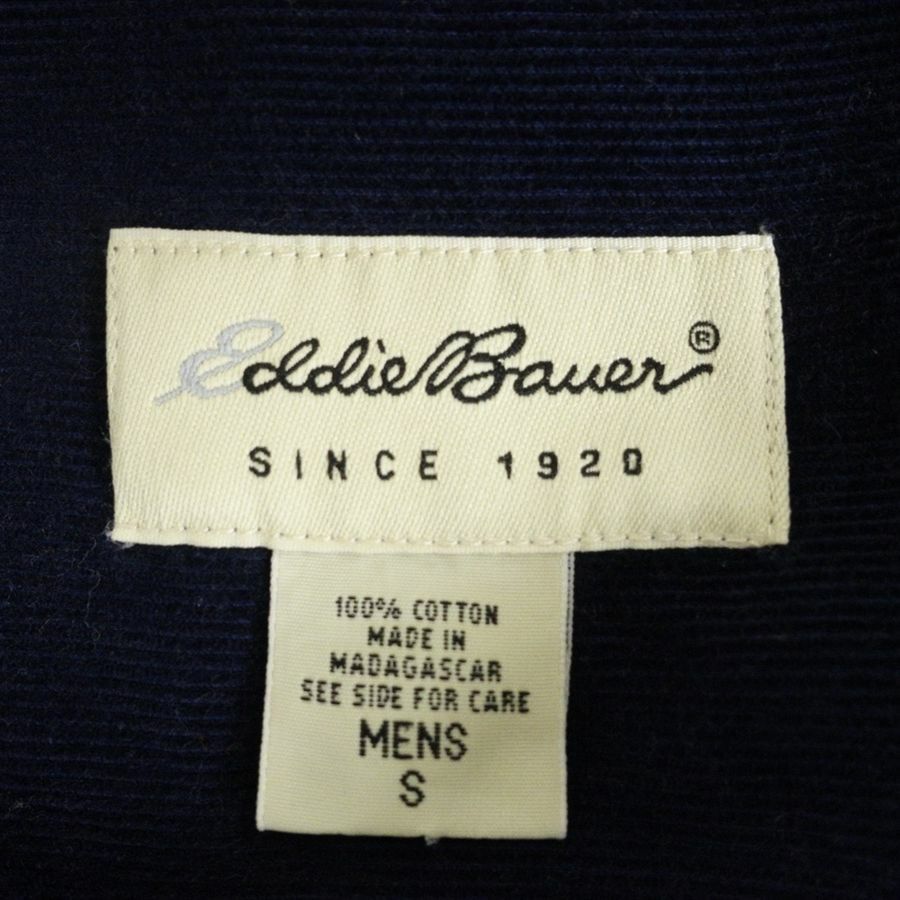 Eddie Bauer®
SINCE 1920
100% COTTON
MADE IN
MADAGASCAR
SEE SIDE FOR CARE
MENS
S